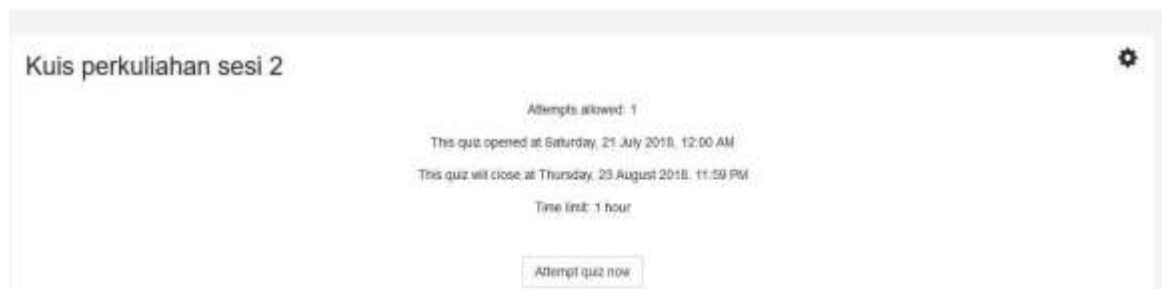 Kuis perkuliahan sesi 2
Attempts allowed: 1
This quiz opened at Saturday, 21 July 2018, 12:00 AM
This quiz will close at Thursday, 23 August 2018, 11:59 PM
Time limit: 1 hour
Attempt quiz now